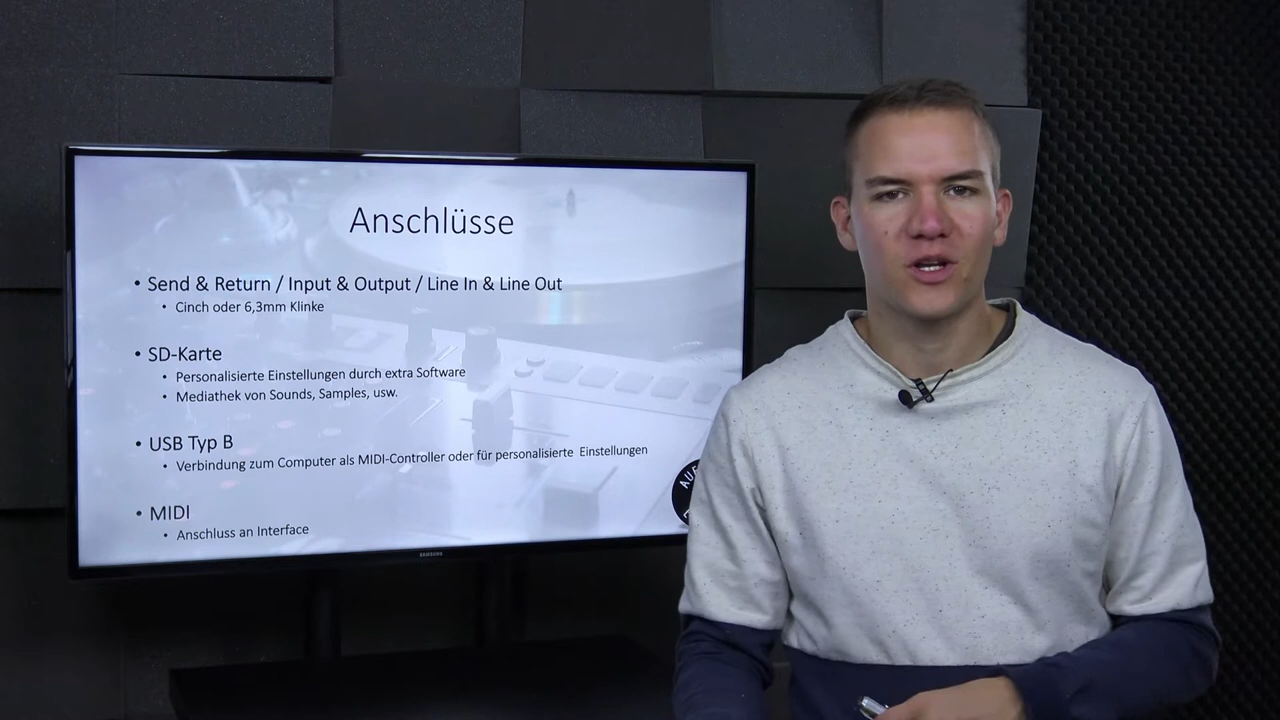 Anschlüsse
• Send & Return / Input & Output / Line In & Line Out
• Cinch oder 6,3mm Klinke
• SD-Karte
• Personalisierte Einstellungen durch extra Software
• Mediathek von Sounds, Samples, usw.
• USB Typ B
• Verbindung zum Computer als MIDI-Controller oder für personalisierte Einstellungen
• MIDI
• Anschluss an Interface
SAMSUNG